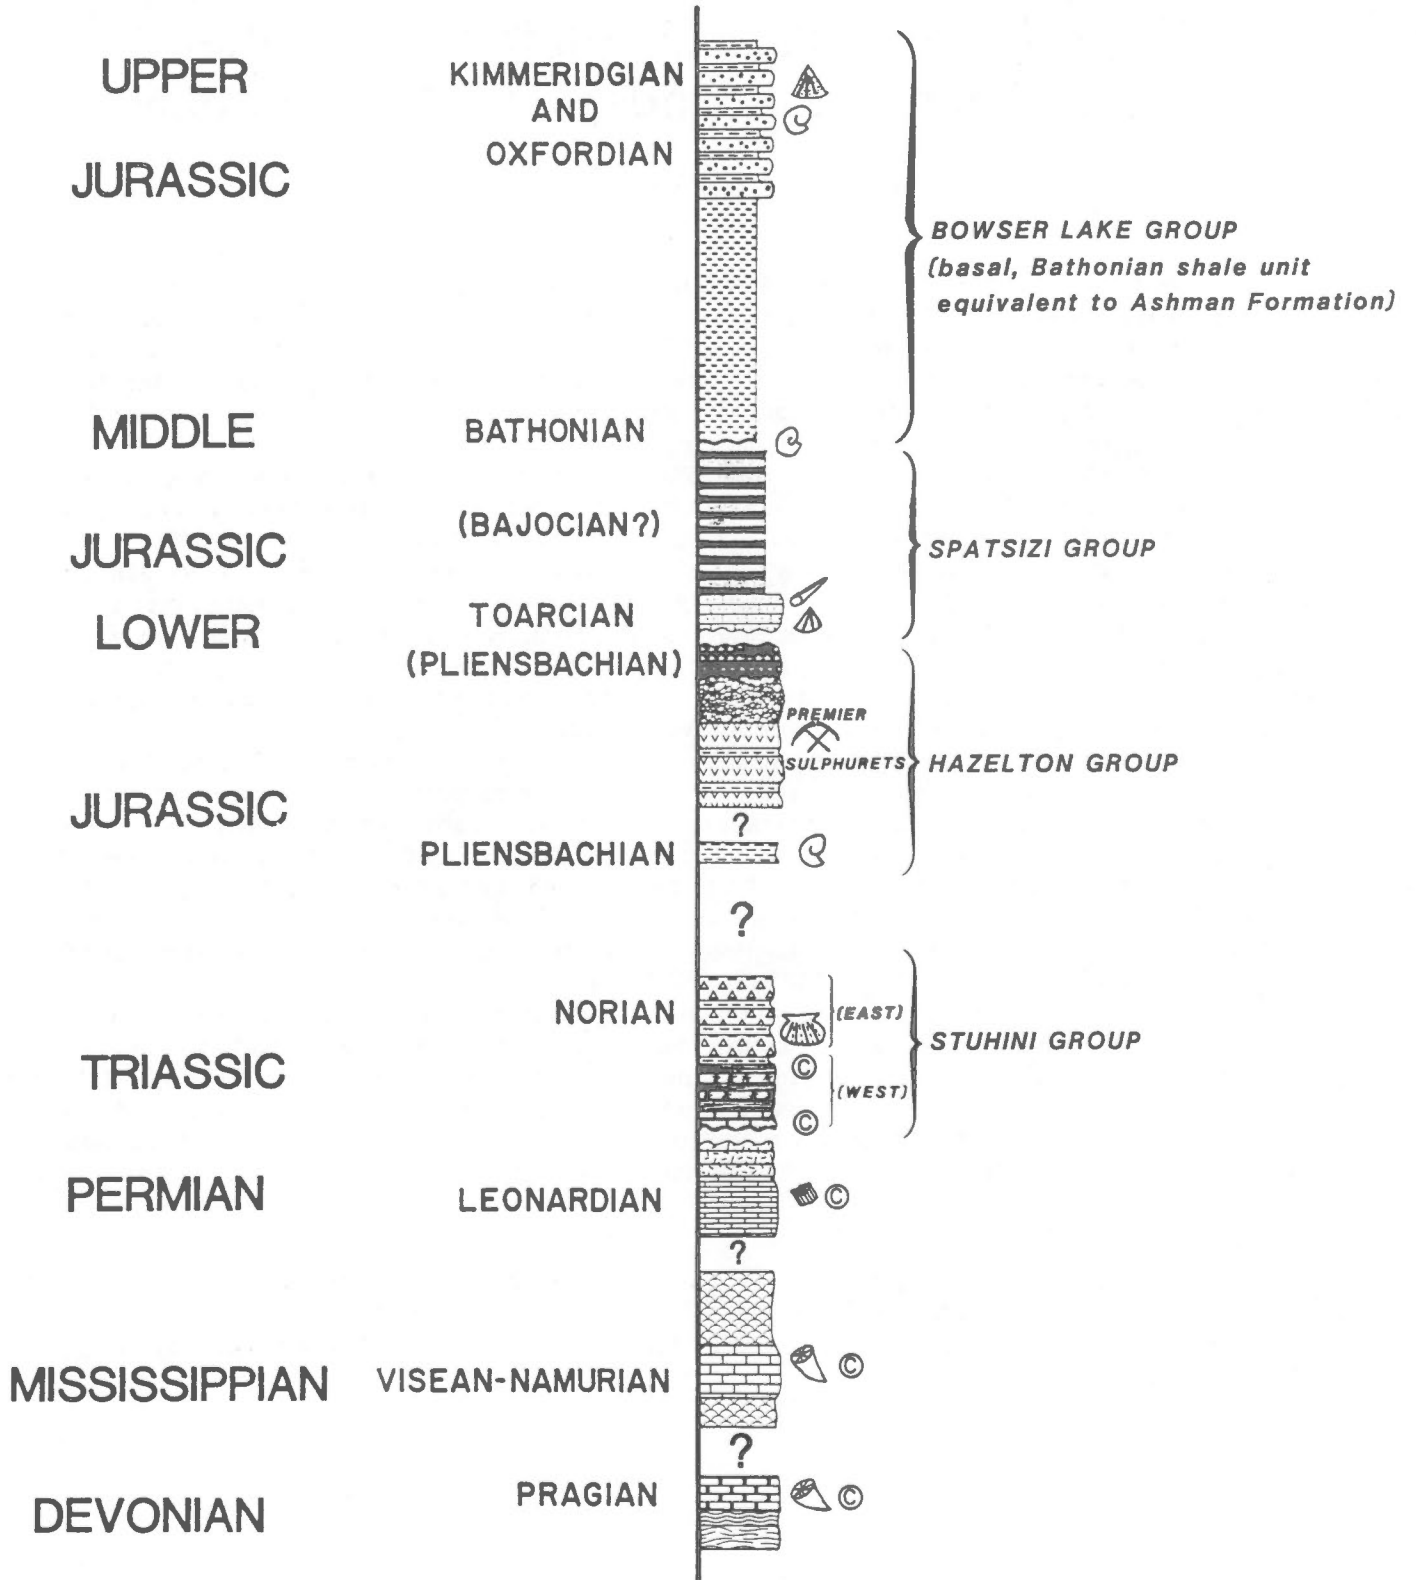 UPPER
JURASSIC
KIMMERIDGIAN
AND
OXFORDIAN
BOWSER LAKE GROUP
(basal, Bathonian shale unit
equivalent to Ashman Formation)
MIDDLE
JURASSIC
BATHONIAN
(BAJOCIAN?)
SPATSIZI GROUP
LOWER
JURASSIC
TOARCIAN
(PLIENSBACHIAN)
PREMIER
SULPHURETS
HAZELTON GROUP
?
PLIENSBACHIAN
?
TRIASSIC
NORIAN
(EAST)
STUHINI GROUP
©
(WEST)
©
PERMIAN
LEONARDIAN
©
?
MISSISSIPPIAN
VISEAN-NAMURIAN
©
?
DEVONIAN
PRAGIAN
©